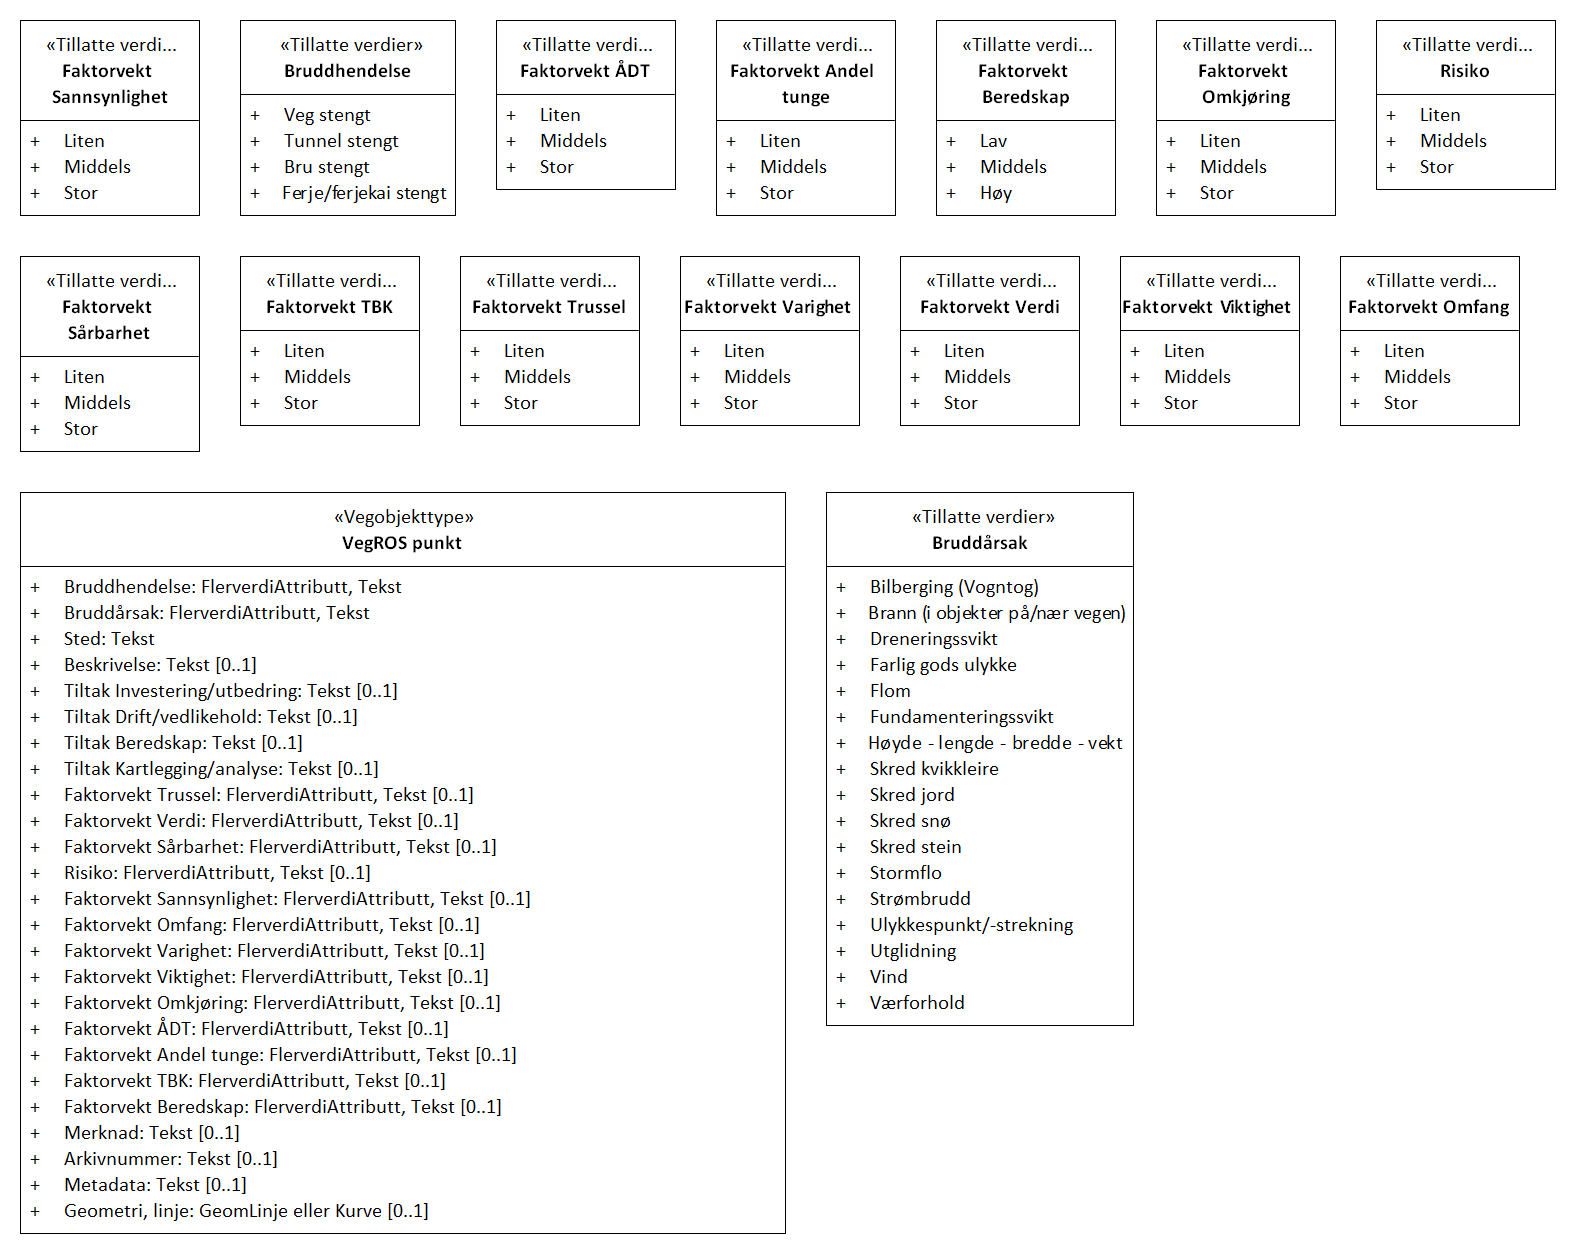 «Tillatte verdi...
Faktorvekt
Sannsynlighet
+ Liten
+ Middels
+ Stor
«Tillatte verdier»
Bruddhendelse
+ Veg stengt
+ Tunnel stengt
+ Bru stengt
+ Ferje/ferjekai stengt
«Tillatte verdi...
Faktorvekt ÅDT
+ Liten
+ Middels
+ Stor
«Tillatte verdi...
Faktorvekt Andel
tunge
+ Liten
+ Middels
+ Stor
«Tillatte verdi...
Faktorvekt
Beredskap
+ Lav
+ Middels
+ Høy
«Tillatte verdi...
Faktorvekt
Omkjøring
+ Liten
+ Middels
+ Stor
«Tillatte verdi...
Risiko
+ Liten
+ Middels
+ Stor
«Tillatte verdi...
Faktorvekt
Sårbarhet
+ Liten
+ Middels
+ Stor
«Tillatte verdi...
Faktorvekt TBK
+ Liten
+ Middels
+ Stor
«Tillatte verdi...
Faktorvekt Trussel
+ Liten
+ Middels
+ Stor
«Tillatte verdi...
Faktorvekt Varighet
+ Liten
+ Middels
+ Stor
«Tillatte verdi...
Faktorvekt Verdi
+ Liten
+ Middels
+ Stor
«Tillatte verdi...
Faktorvekt Viktighet
+ Liten
+ Middels
+ Stor
«Tillatte verdi...
Faktorvekt Omfang
+ Liten
+ Middels
+ Stor
«Vegobjekttype»
VegROS punkt
+ Bruddhendelse: FlerverdiAttributt, Tekst
+ Bruddårsak: FlerverdiAttributt, Tekst
+ Sted: Tekst
+ Beskrivelse: Tekst [0..1]
+ Tiltak Investering/utbedring: Tekst [0..1]
+ Tiltak Drift/vedlikehold: Tekst [0..1]
+ Tiltak Beredskap: Tekst [0..1]
+ Tiltak Kartlegging/analyse: Tekst [0..1]
+ Faktorvekt Trussel: FlerverdiAttributt, Tekst [0..1]
+ Faktorvekt Verdi: FlerverdiAttributt, Tekst [0..1]
+ Faktorvekt Sårbarhet: FlerverdiAttributt, Tekst [0..1]
+ Risiko: FlerverdiAttributt, Tekst [0..1]
+ Faktorvekt Sannsynlighet: FlerverdiAttributt, Tekst [0..1]
+ Faktorvekt Omfang: FlerverdiAttributt, Tekst [0..1]
+ Faktorvekt Varighet: FlerverdiAttributt, Tekst [0..1]
+ Faktorvekt Viktighet: FlerverdiAttributt, Tekst [0..1]
+ Faktorvekt Omkjøring: FlerverdiAttributt, Tekst [0..1]
+ Faktorvekt ÅDT: FlerverdiAttributt, Tekst [0..1]
+ Faktorvekt Andel tunge: FlerverdiAttributt, Tekst [0..1]
+ Faktorvekt TBK: FlerverdiAttributt, Tekst [0..1]
+ Faktorvekt Beredskap: FlerverdiAttributt, Tekst [0..1]
+ Merknad: Tekst [0..1]
+ Arkivnummer: Tekst [0..1]
+ Metadata: Tekst [0..1]
+ Geometri, linje: GeomLinje eller Kurve [0..1]
«Tillatte verdier»
Bruddårsak
+ Bilberging (Vogntog)
+ Brann (i objekter på/nær vegen)
+ Dreneringssvikt
+ Farlig gods ulykke
+ Flom
+ Fundamenteringssvikt
+ Høyde - lengde - bredde - vekt
+ Skred kvikkleire
+ Skred jord
+ Skred snø
+ Skred stein
+ Stormflo
+ Strømbrudd
+ Ulykkespunkt/-strekning
+ Utglidning
+ Vind
+ Værforhold